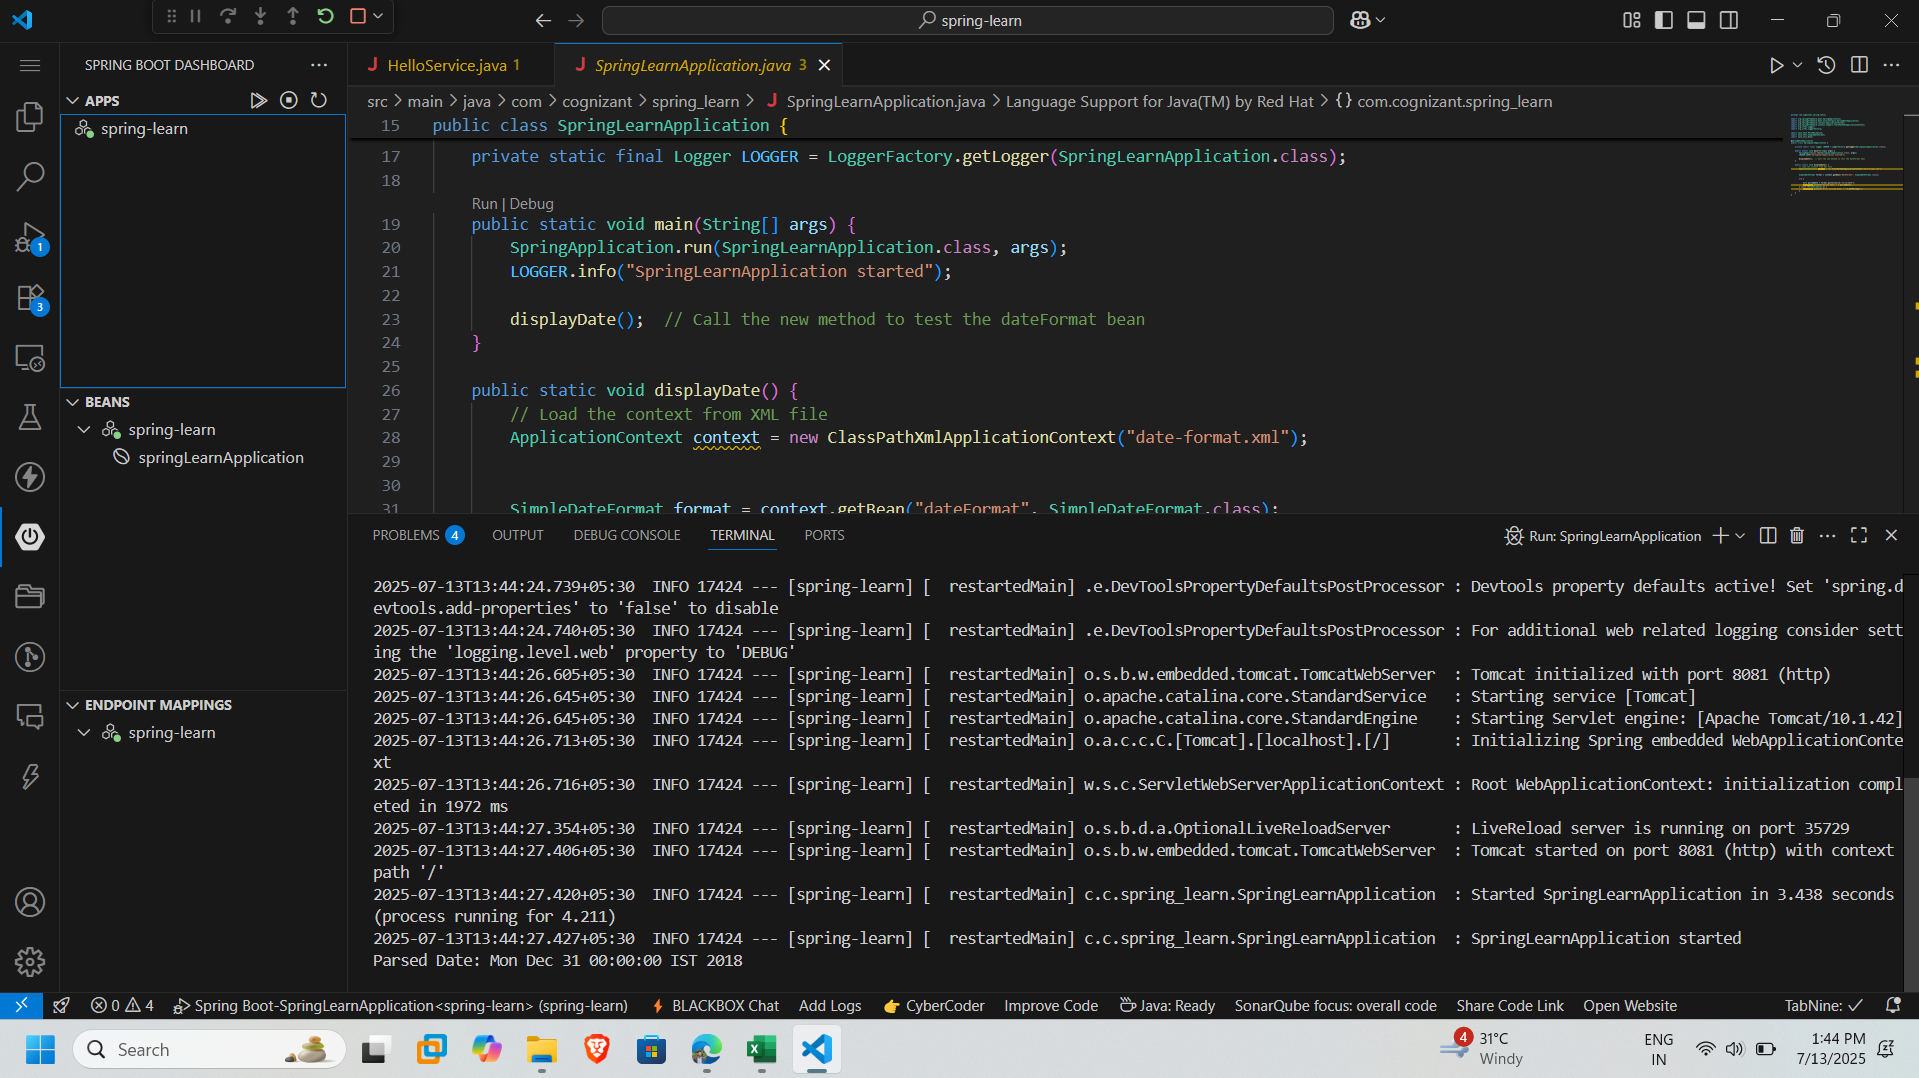 spring-learn
SPRING BOOT DASHBOARD
HelloService.java 1
SpringLearnApplication.java 3
APPS
spring-learn
src > main > java > com > cognizant > spring_learn > SpringLearnApplication.java > Language Support for Java(TM) by Red Hat > {} com.cognizant.spring_learn
15 public class SpringLearnApplication {
17 private static final Logger LOGGER = LoggerFactory.getLogger(SpringLearnApplication.class);
18
Run | Debug
19 public static void main(String[] args) {
20 SpringApplication.run(SpringLearnApplication.class, args);
21 LOGGER.info("SpringLearnApplication started");
22
23 displayDate();  // Call the new method to test the dateFormat bean
24 }
25
26 public static void displayDate() {
27 // Load the context from XML file
28 ApplicationContext context = new ClassPathXmlApplicationContext("date-format.xml");
29
30
31 SimpleDateFormat format = context.getBean("dateFormat", SimpleDateFormat.class);
1
3
BEANS
spring-learn
springLearnApplication
ENDPOINT MAPPINGS
spring-learn
PROBLEMS 4 OUTPUT DEBUG CONSOLE TERMINAL PORTS
Run: SpringLearnApplication
2025-07-13T13:44:24.739+05:30  INFO 17424 --- [spring-learn] [  restartedMain] .e.DevToolsPropertyDefaultsPostProcessor : Devtools property defaults active! Set 'spring.d
evtools.add-properties' to 'false' to disable
2025-07-13T13:44:24.740+05:30  INFO 17424 --- [spring-learn] [  restartedMain] .e.DevToolsPropertyDefaultsPostProcessor : For additional web related logging consider sett
ing the 'logging.level.web' property to 'DEBUG'
2025-07-13T13:44:26.605+05:30  INFO 17424 --- [spring-learn] [  restartedMain] o.s.b.w.embedded.tomcat.TomcatWebServer  : Tomcat initialized with port 8081 (http)
2025-07-13T13:44:26.645+05:30  INFO 17424 --- [spring-learn] [  restartedMain] o.apache.catalina.core.StandardService   : Starting service [Tomcat]
2025-07-13T13:44:26.645+05:30  INFO 17424 --- [spring-learn] [  restartedMain] o.apache.catalina.core.StandardEngine    : Starting Servlet engine: [Apache Tomcat/10.1.42]
2025-07-13T13:44:26.713+05:30  INFO 17424 --- [spring-learn] [  restartedMain] o.a.c.c.C.[Tomcat].[localhost].[/]       : Initializing Spring embedded WebApplicationConte
xt
2025-07-13T13:44:26.716+05:30  INFO 17424 --- [spring-learn] [  restartedMain] w.s.c.ServletWebServerApplicationContext : Root WebApplicationContext: initialization compl
eted in 1972 ms
2025-07-13T13:44:27.354+05:30  INFO 17424 --- [spring-learn] [  restartedMain] o.s.b.d.a.OptionalLiveReloadServer       : LiveReload server is running on port 35729
2025-07-13T13:44:27.406+05:30  INFO 17424 --- [spring-learn] [  restartedMain] o.s.b.w.embedded.tomcat.TomcatWebServer  : Tomcat started on port 8081 (http) with context
path '/'
2025-07-13T13:44:27.420+05:30  INFO 17424 --- [spring-learn] [  restartedMain] c.c.spring_learn.SpringLearnApplication  : Started SpringLearnApplication in 3.438 seconds
(process running for 4.211)
2025-07-13T13:44:27.427+05:30  INFO 17424 --- [spring-learn] [  restartedMain] c.c.spring_learn.SpringLearnApplication  : SpringLearnApplication started
Parsed Date: Mon Dec 31 00:00:00 IST 2018
0 4 Spring Boot-SpringLearnApplication<spring-learn> (spring-learn) BLACKBOX Chat Add Logs CyberCoder Improve Code Java: Ready SonarQube focus: overall code Share Code Link Open Website TabNine:
Search
4
31°C
Windy
ENG
IN
1:44 PM
7/13/2025